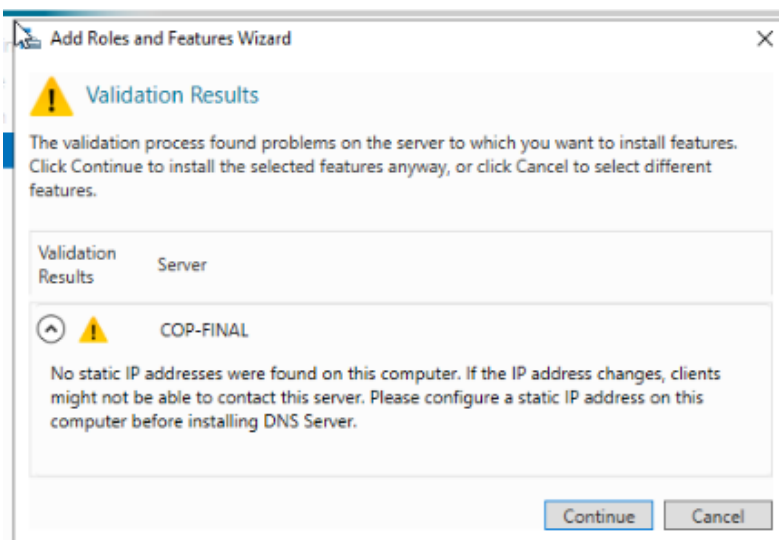 Add Roles and Features Wizard
Validation Results
The validation process found problems on the server to which you want to install features.
Click Continue to install the selected features anyway, or click Cancel to select different
features.
Validation
Results
Server
COP-FINAL
No static IP addresses were found on this computer. If the IP address changes, clients
might not be able to contact this server. Please configure a static IP address on this
computer before installing DNS Server.
Continue
Cancel